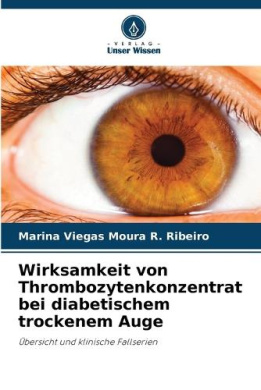 - VERLAG -
Unser Wissen
Marina Viegas Moura R. Ribeiro
Wirksamkeit von
Thrombozytenkonzentrat
bei diabetischem
trockenem Auge
Übersicht und klinische Fallserien